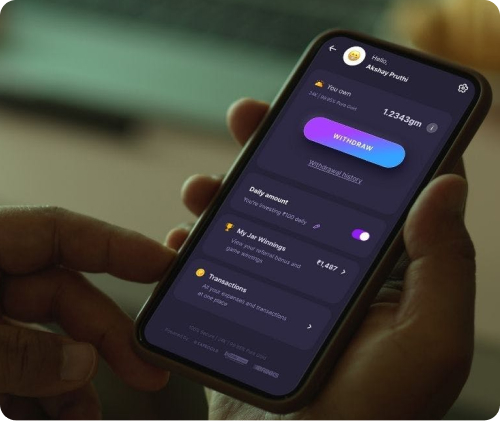 Hello,
Akshay Pruthi
You own
1.2343gm
i
WITHDRAW
Withdrawal history
Daily amount
You're investing ₹100 daily
My Jar Winnings
View your referral bonus and
game winnings
₹1,487
Transactions
All your expenses and transactions
at one place